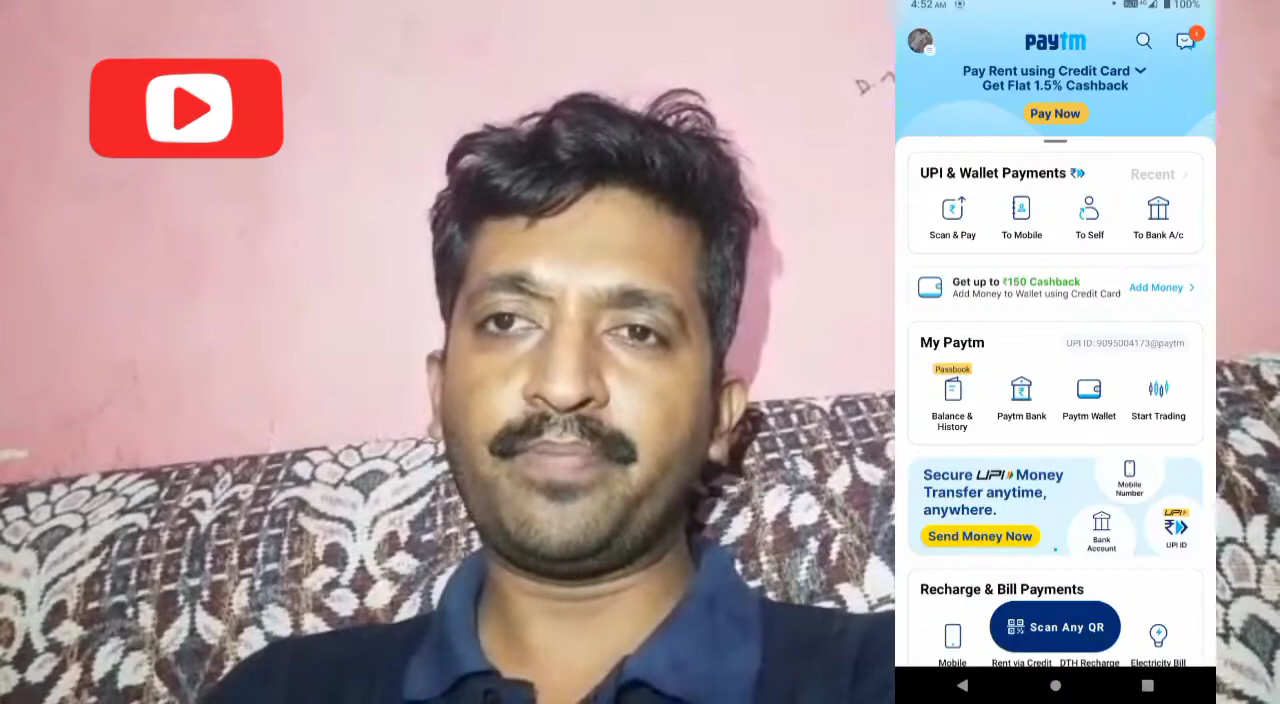 4:52 AM
100%
paytm
Pay Rent using Credit Card
Get Flat 1.5% Cashback
Pay Now
UPI & Wallet Payments
Recent
Scan & Pay
To Mobile
To Self
To Bank A/c
Get up to ₹150 Cashback
Add Money to Wallet using Credit Card
Add Money
My Paytm
UPI ID: 9095004173@paytm
Passbook
Balance &
History
Paytm Bank
Paytm Wallet
Start Trading
Secure UPI Money
Transfer anytime,
anywhere.
Send Money Now
Mobile
Number
Bank
Account
UPI
UPI ID
Recharge & Bill Payments
Scan Any QR
Mobile
Rent via Credit
DTH Recharge
Electricity Bill